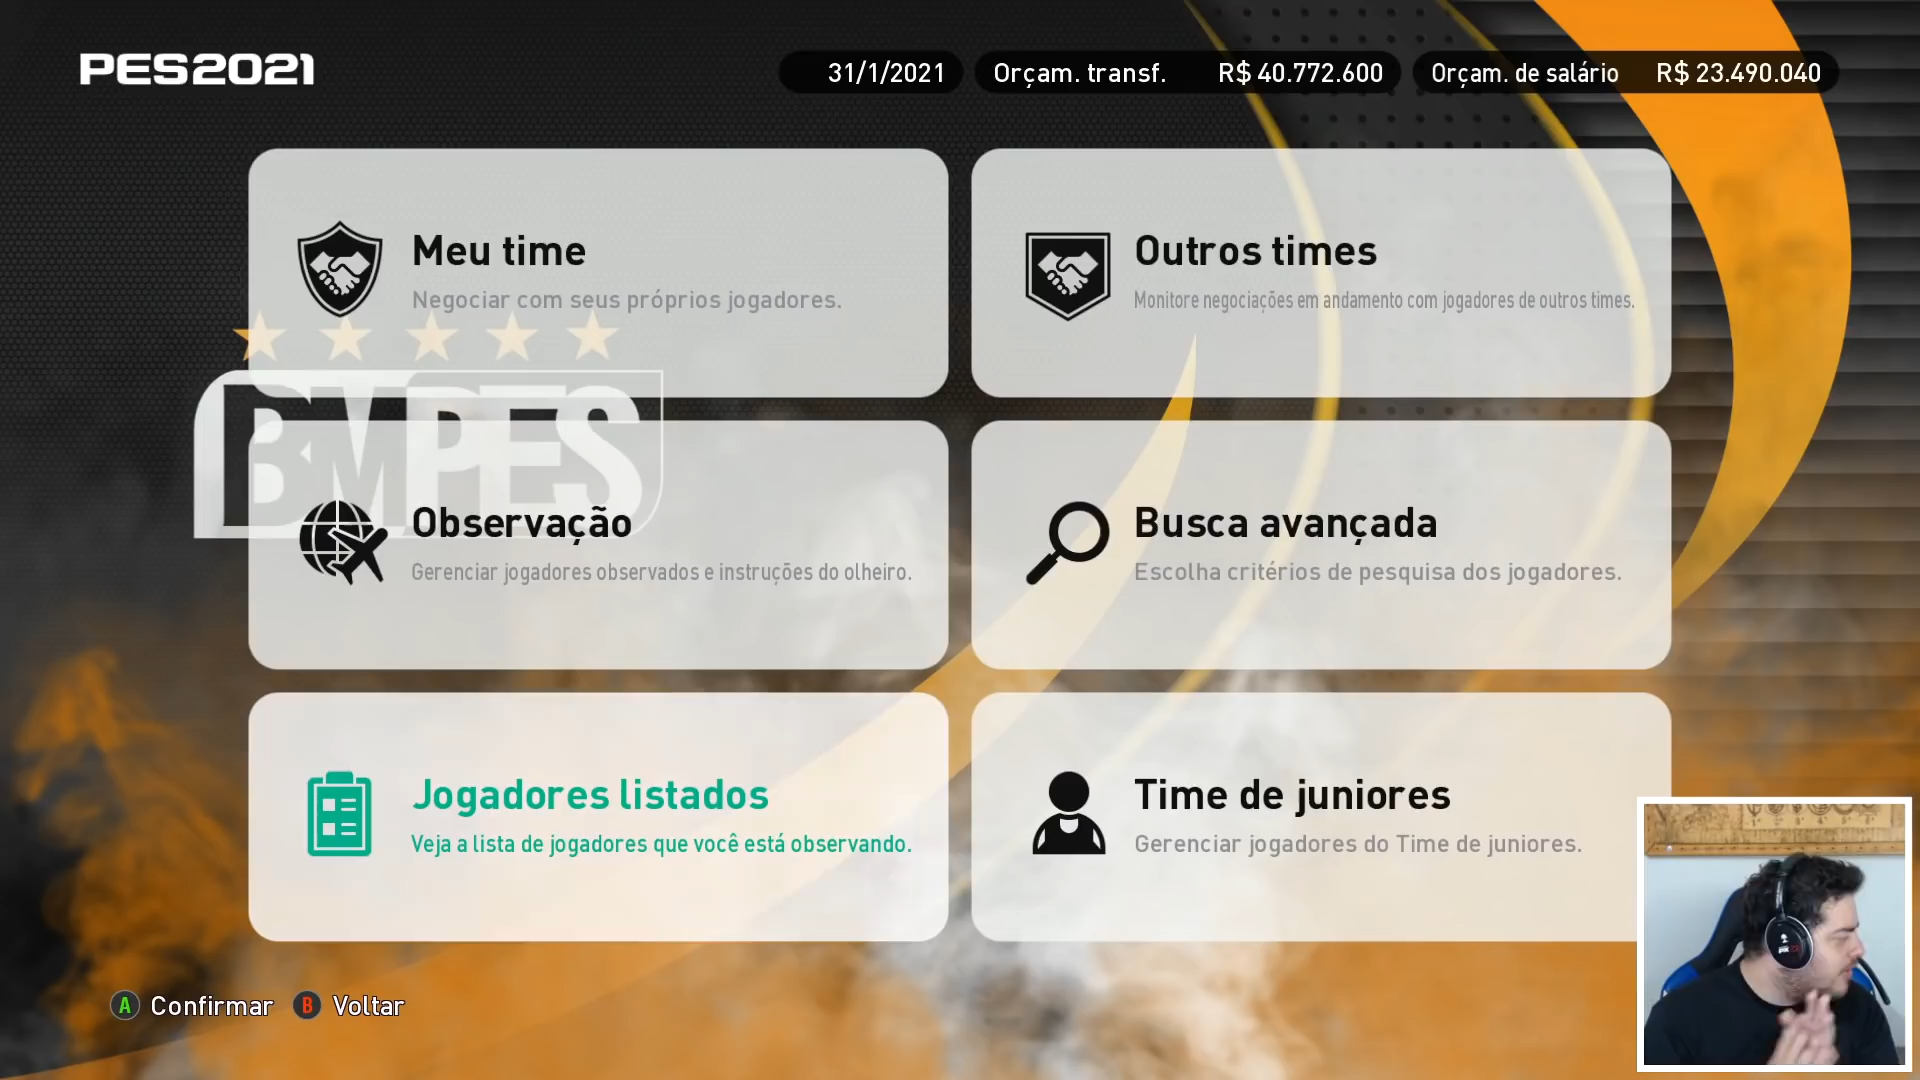 PES2021
31/1/2021
Orçam. transf. R$ 40.772.600
Orçam. de salário R$ 23.490.040
Meu time
Negociar com seus próprios jogadores.
Outros times
Monitore negociações em andamento com jogadores de outros times.
BMPES
Observação
Gerenciar jogadores observados e instruções do olheiro.
Busca avançada
Escolha critérios de pesquisa dos jogadores.
Jogadores listados
Veja a lista de jogadores que você está observando.
Time de juniores
Gerenciar jogadores do Time de juniores.
A Confirmar B Voltar